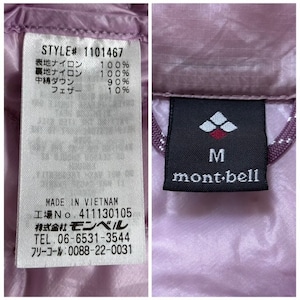 STYLE# 1101467
表地ナイロン 100%
裏地ナイロン 100%
中綿ダウン 90%
フェザー 10%
MADE IN VIETNAM
工場No. 411130105
株式会社モンベル
TEL. 06-6531-3544
フリーコール 0088-22-0031
M
mont-bell